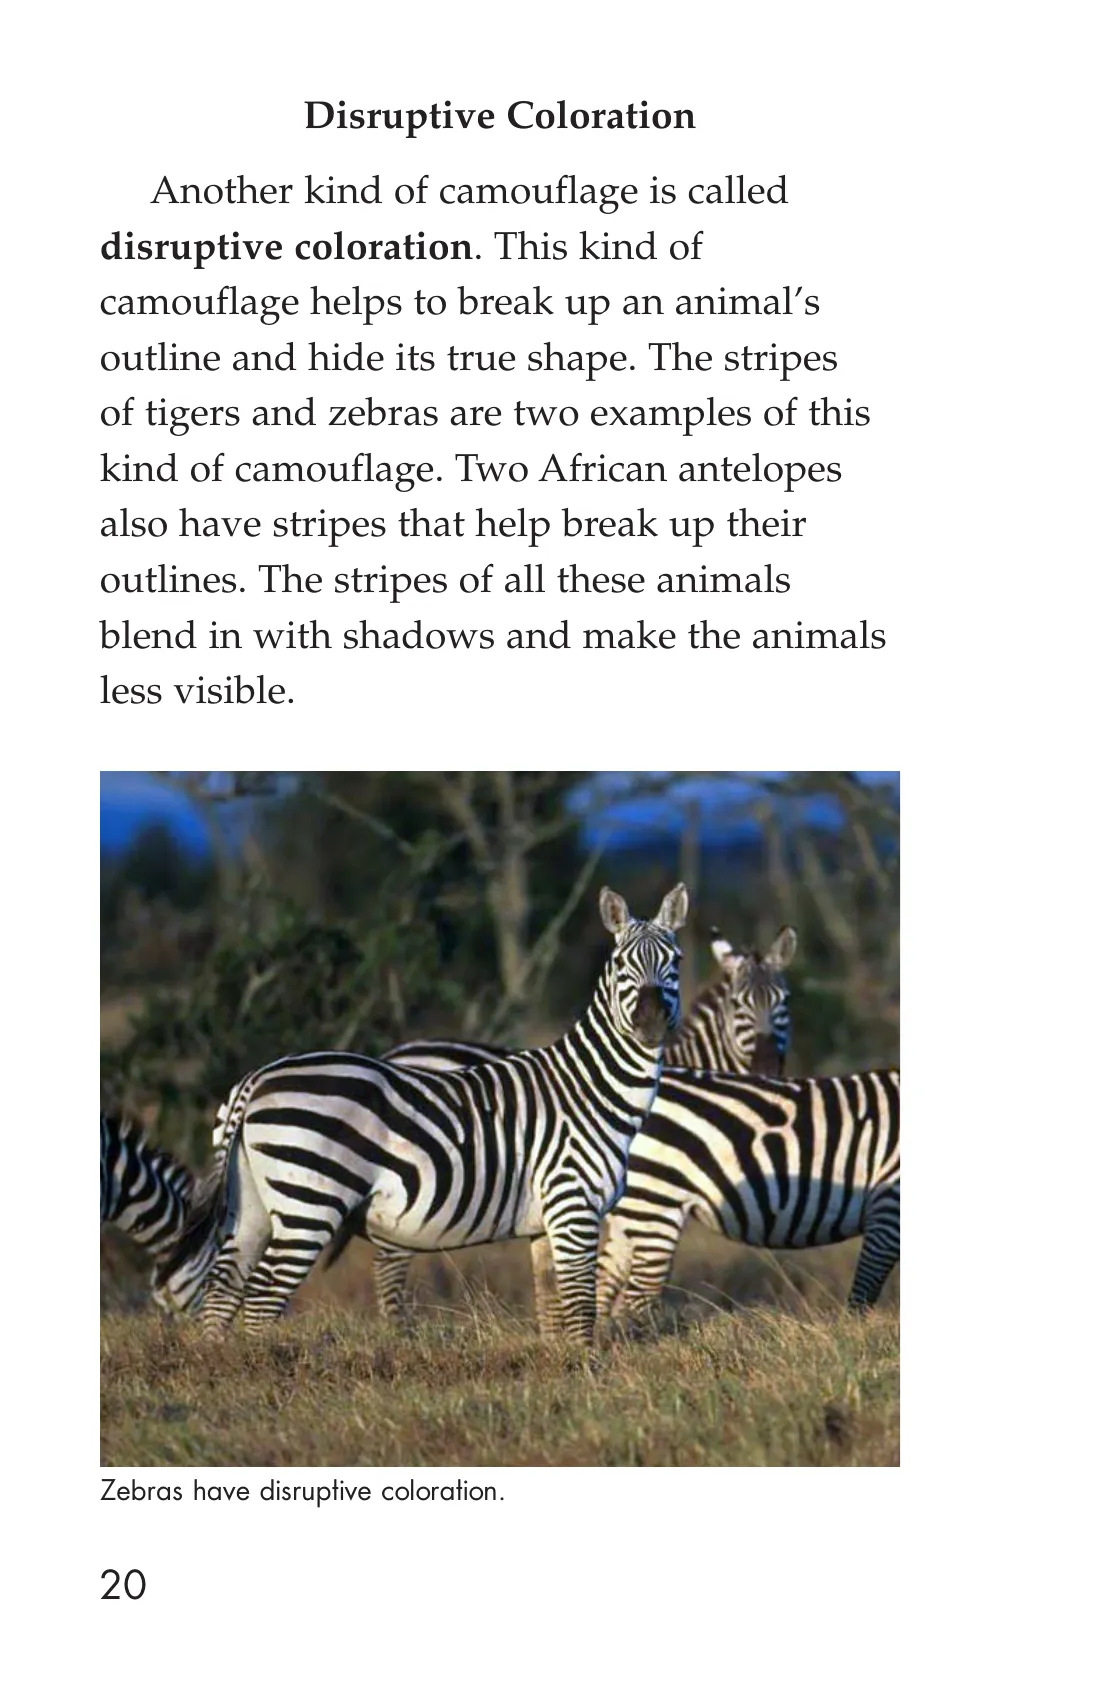 Disruptive Coloration
Another kind of camouflage is called
disruptive coloration. This kind of
camouflage helps to break up an animal’s
outline and hide its true shape. The stripes
of tigers and zebras are two examples of this
kind of camouflage. Two African antelopes
also have stripes that help break up their
outlines. The stripes of all these animals
blend in with shadows and make the animals
less visible.
Zebras have disruptive coloration.
20